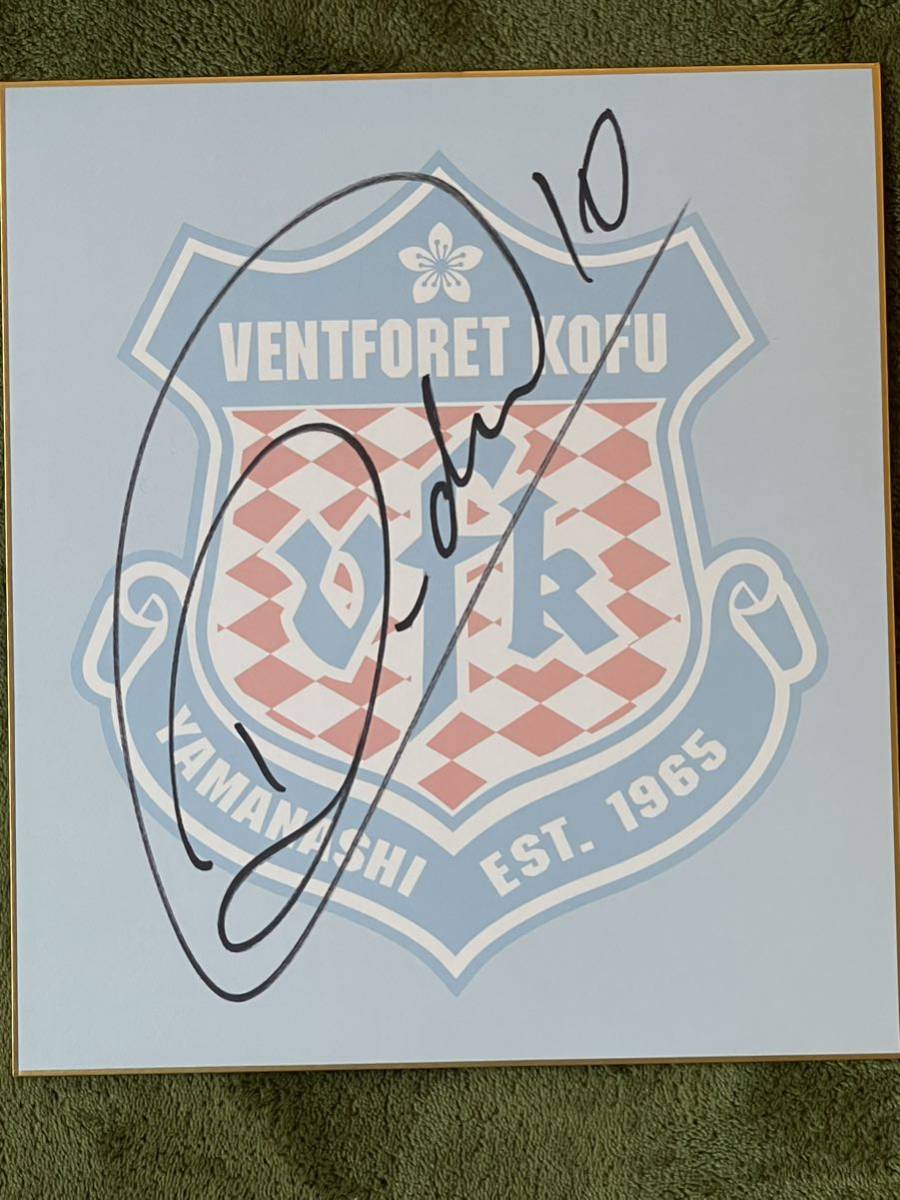 10
VENTFORET KOFU
vfk
YAMANASHI EST. 1965